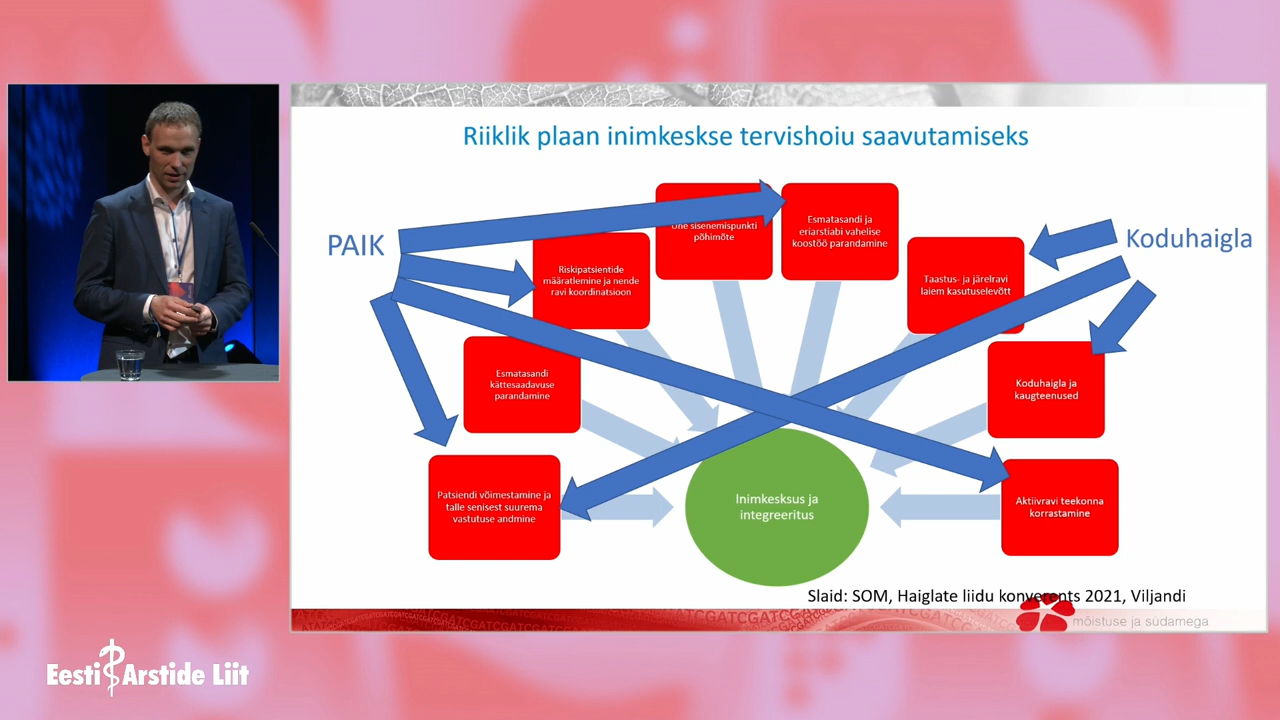 Riiklik plaan inimkeskse tervishoiu saavutamiseks
PAIK
Koduhaigla
Ühe sisenemispunkti
põhimõte
Esmatasandi ja
eriarstiabi vahelise
koostöö parandamine
Riskipatsientide
määratlemine ja nende
ravi koordinatsioon
Taastus- ja järelravi
laiem kasutuselevõtt
Esmatasandi
kättesaadavuse
parandamine
Koduhaigla ja
kaugteenused
Patsiendi võimestamine ja
talle senisest suurema
vastutuse andmine
Inimkesksus ja
integreeritus
Aktiivravi teekonna
korrastamine
Slaid: SOM, Haiglate liidu konverents 2021, Viljandi
mõistuse ja südamega
Eesti Arstide Liit